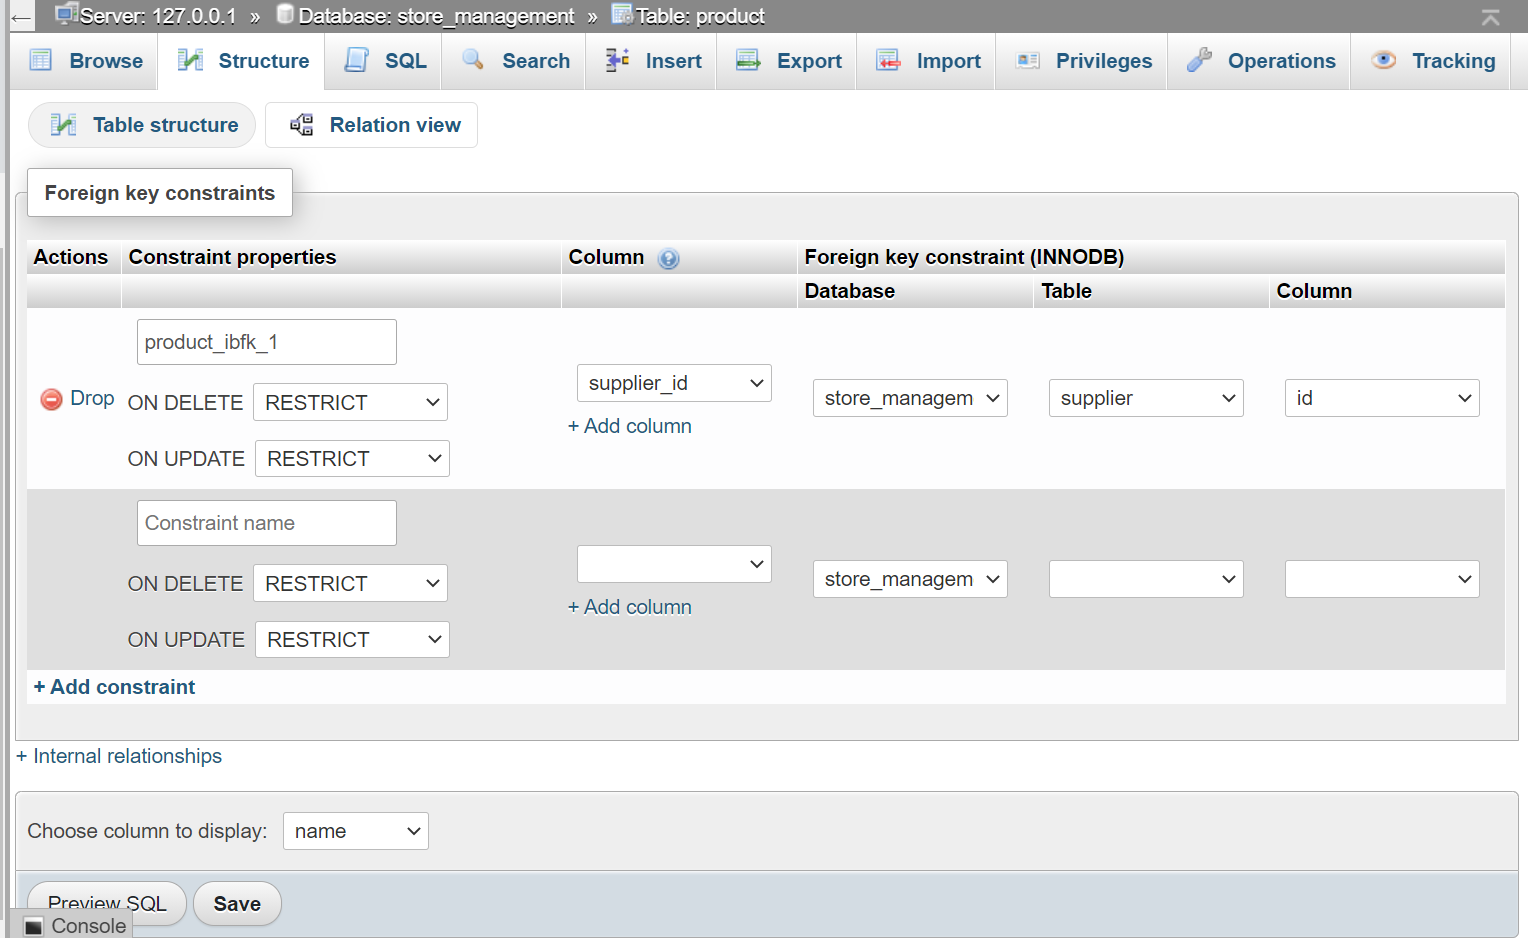 Server: 127.0.0.1 » Database: store_management » Table: product
Browse Structure SQL Search Insert Export Import Privileges Operations Tracking
Table structure Relation view
Foreign key constraints
Actions Constraint properties Column Foreign key constraint (INNODB)
Database Table Column
product_ibfk_1
supplier_id
Drop ON DELETE RESTRICT store_managem supplier id
+ Add column
ON UPDATE RESTRICT
Constraint name
ON DELETE RESTRICT store_managem
+ Add column
ON UPDATE RESTRICT
+ Add constraint
+ Internal relationships
Choose column to display: name
Preview SQL Save
Console